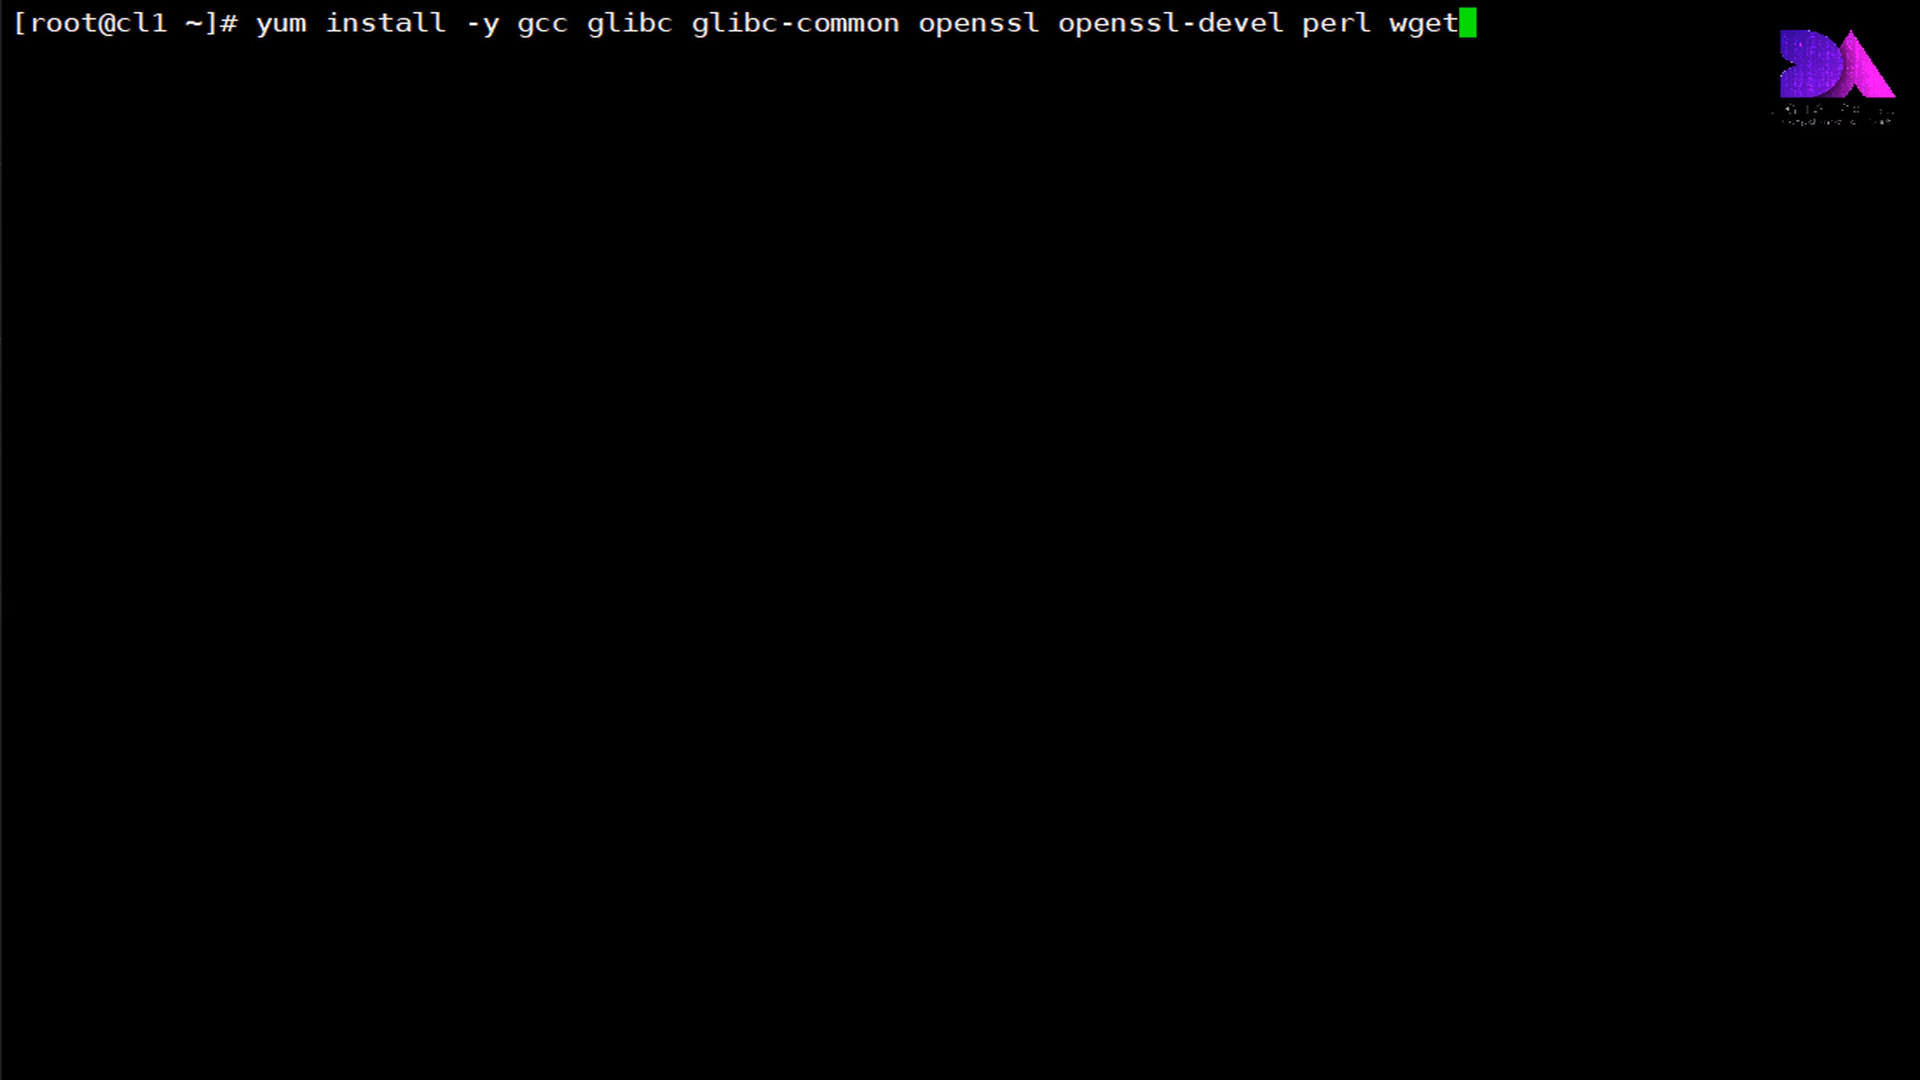 [root@cl1 ~]# yum install -y gcc glibc glibc-common openssl openssl-devel perl wget